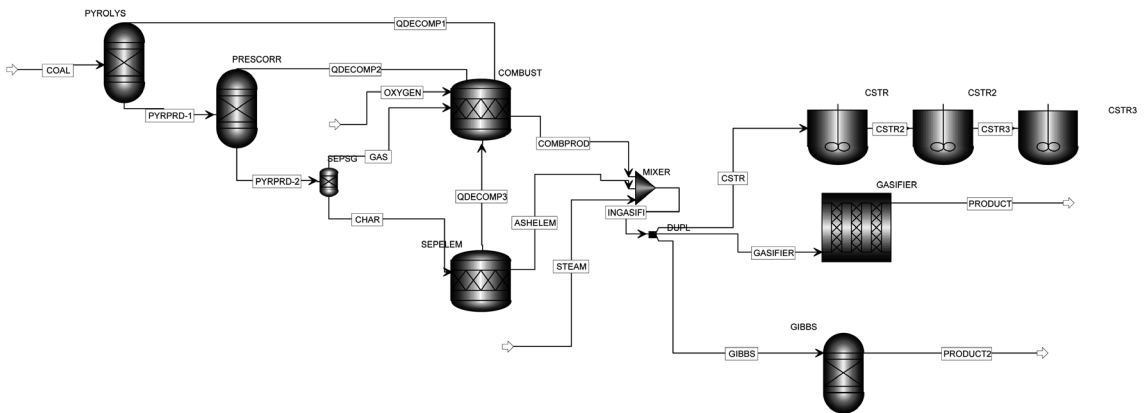 PYROLYS
QDECOMP1
COAL
PRESCORR
QDECOMP2
COMBUST
OXYGEN
PYRPRD-1
CSTR
CSTR2
CSTR3
CSTR2
CSTR3
SEPSG
GAS
COMBPROD
PYRPRD-2
MIXER
CSTR
GASIFIER
QDECOMP3
PRODUCT
CHAR
ASHELEM
INGASIFI
DUPL
SEPELEM
STEAM
GASIFIER
GIBBS
GIBBS
PRODUCT2